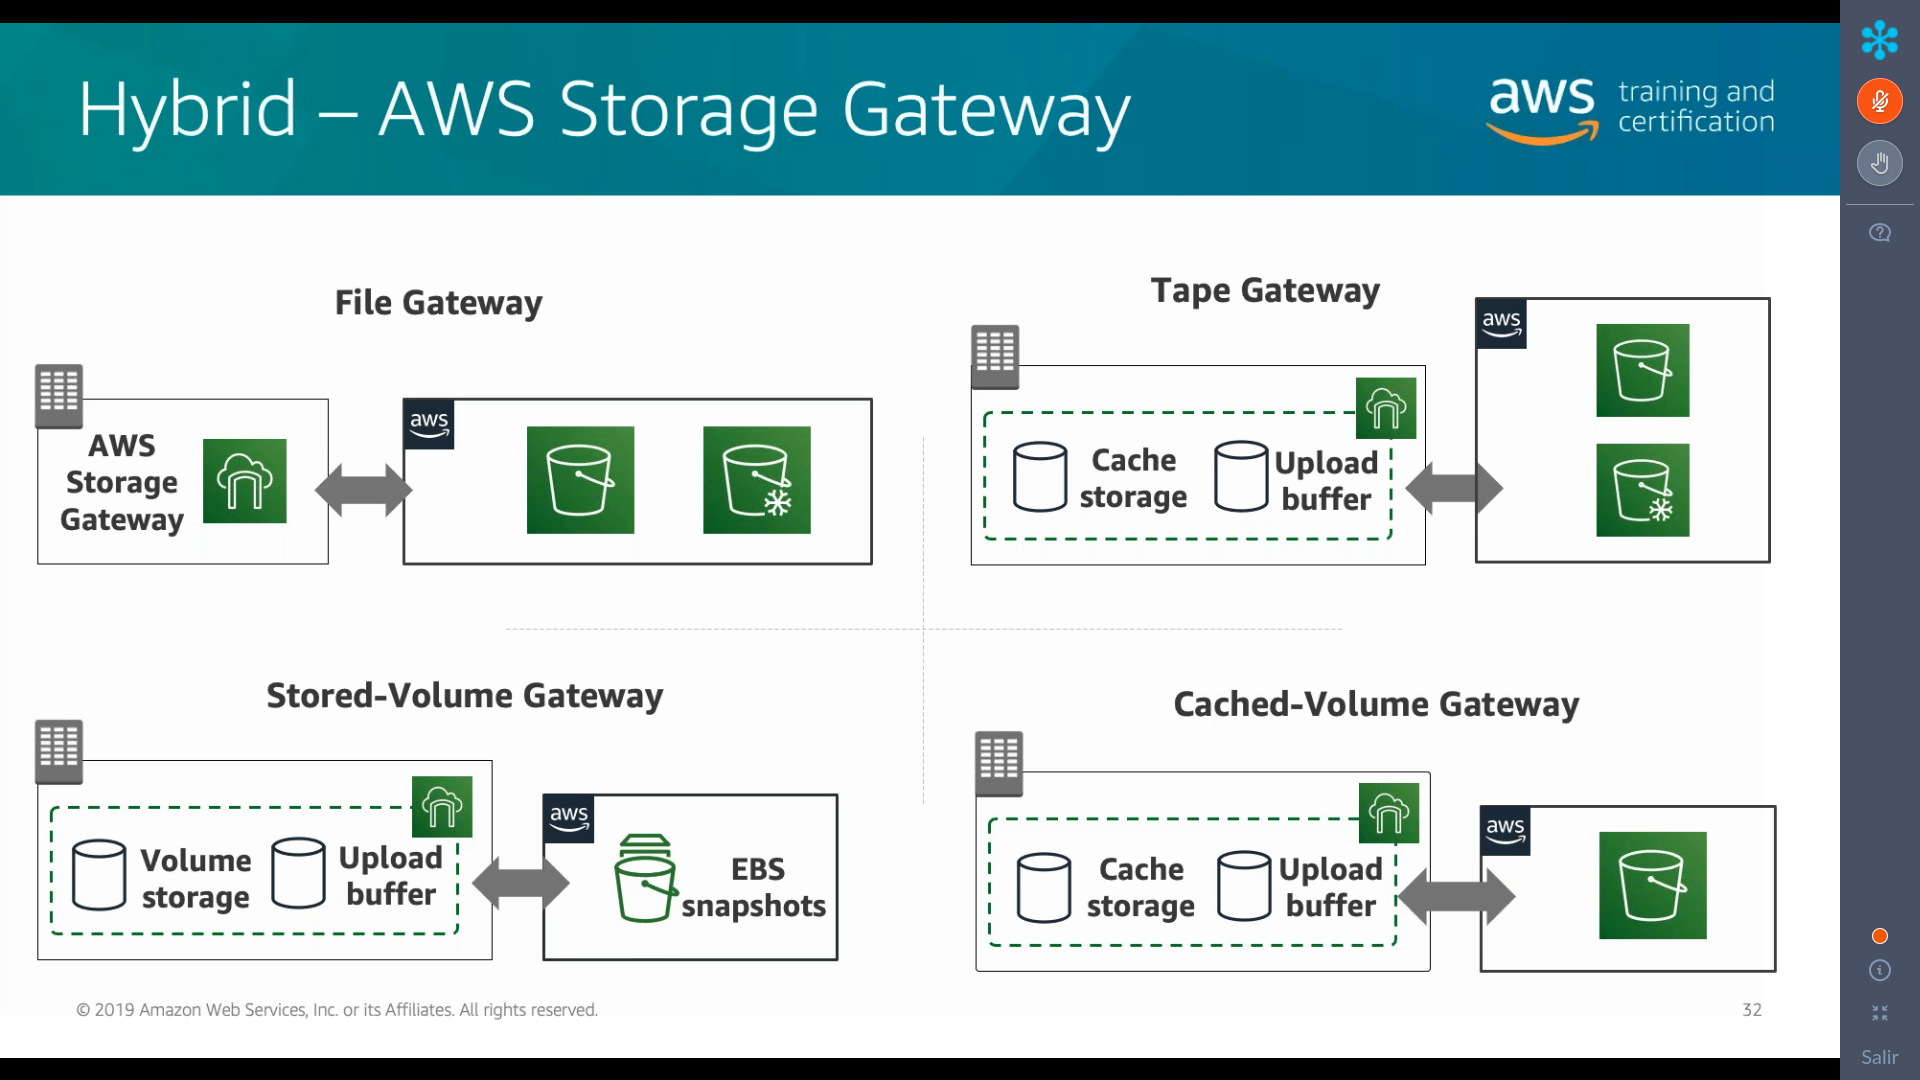 Hybrid – AWS Storage Gateway
aws
training and
certification
File Gateway
AWS
Storage
Gateway
aws
Tape Gateway
Cache
storage
Upload
buffer
aws
Stored-Volume Gateway
Volume
storage
Upload
buffer
aws
EBS
snapshots
Cached-Volume Gateway
Cache
storage
Upload
buffer
aws
© 2019 Amazon Web Services, Inc. or its Affiliates. All rights reserved.
32
Salir